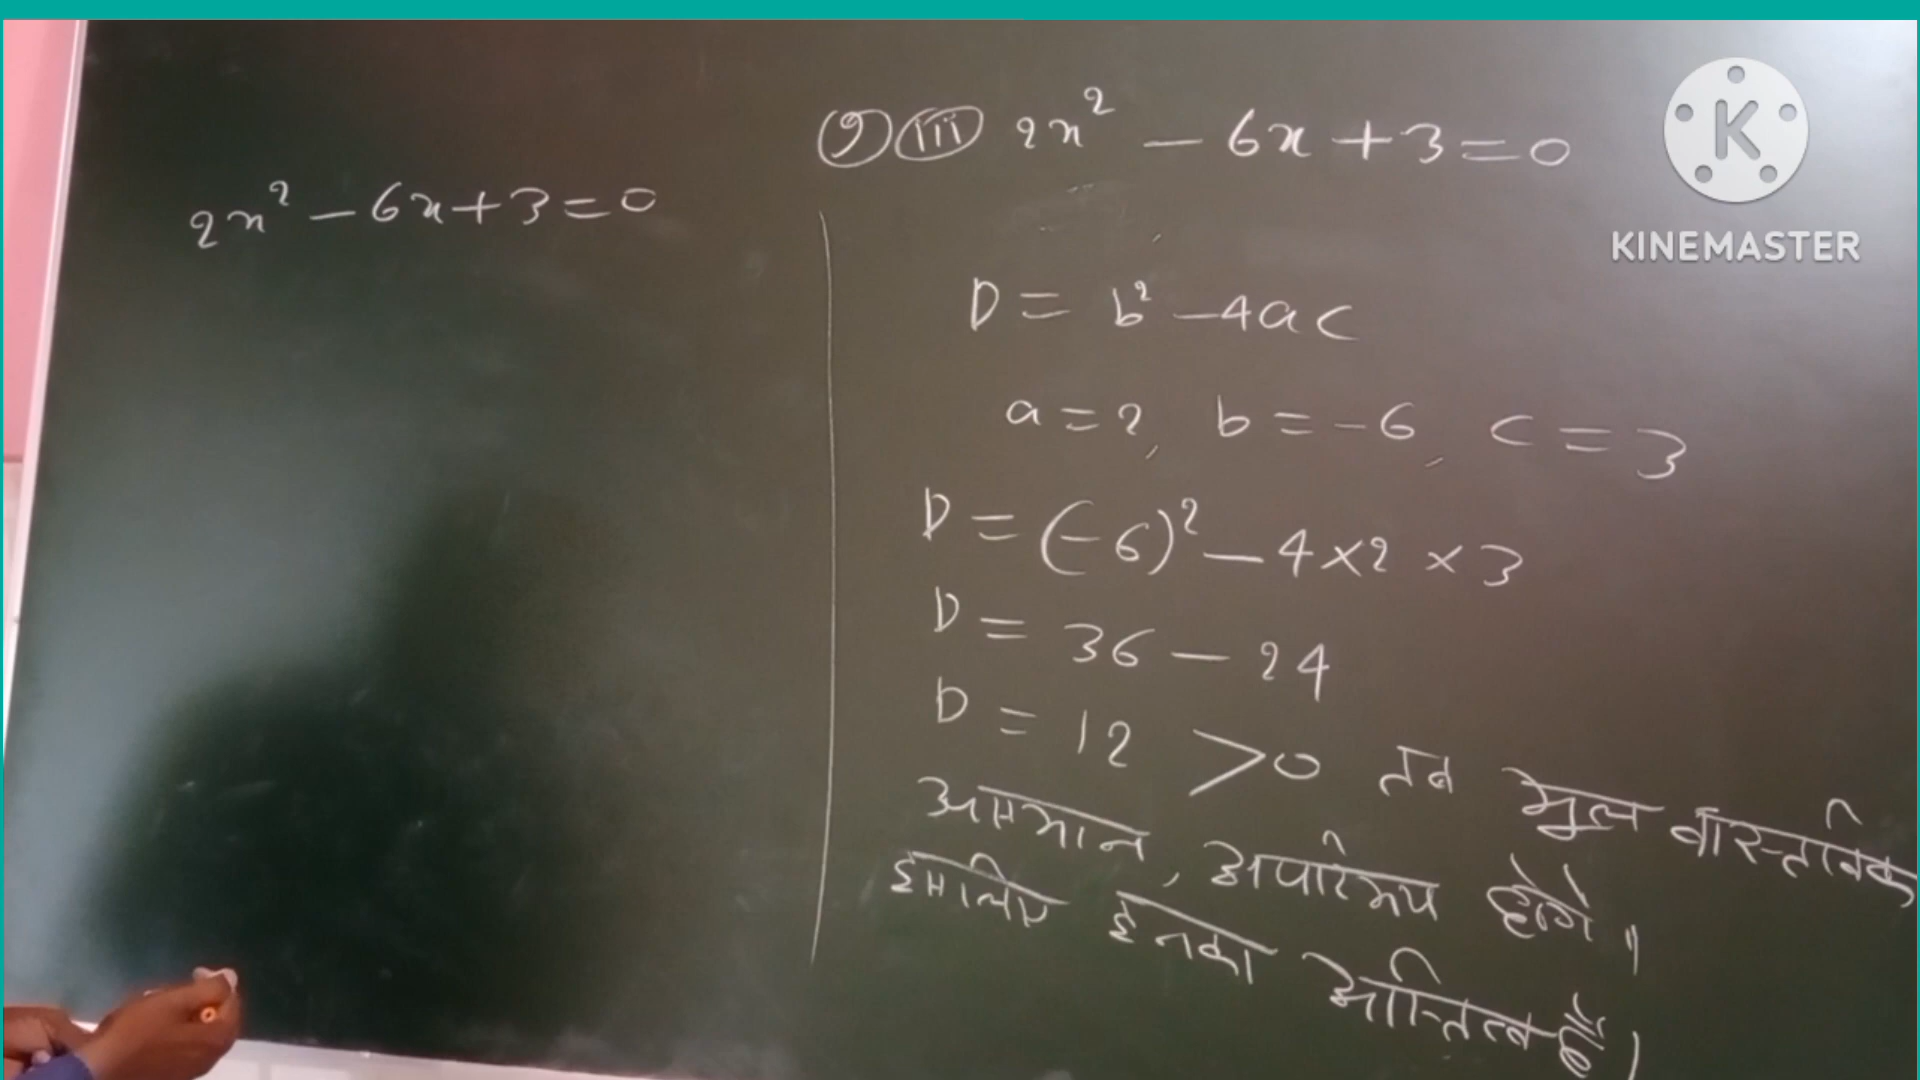 2x² - 6x + 3 = 0
१ iii 2x² - 6x + 3 = 0
D = b² - 4ac
a = 2, b = -6, c = 3
D = (-6)² - 4 × 2 × 3
D = 36 - 24
D = 12 > 0 तब मूल वास्तविक
असमान, अपरिमेय होंगे।
इसलिए इनका अस्तित्व है।
K
KINEMASTER